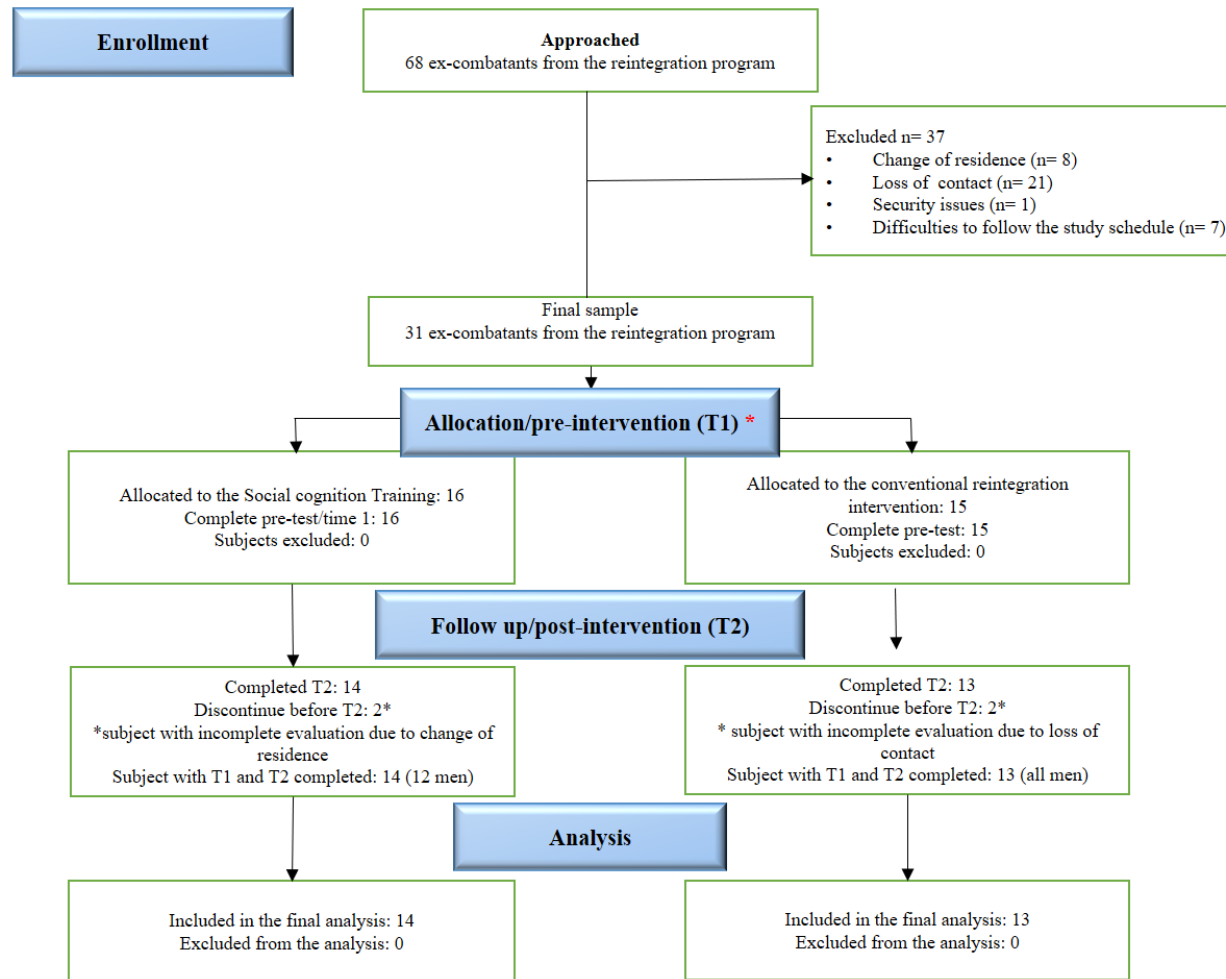 Enrollment
Approached
68 ex-combatants from the reintegration program
Excluded n= 37
• Change of residence (n= 8)
• Loss of contact (n= 21)
• Security issues (n= 1)
• Difficulties to follow the study schedule (n= 7)
Final sample
31 ex-combatants from the reintegration program
Allocation/pre-intervention (T1) *
Allocated to the Social cognition Training: 16
Complete pre-test/time 1: 16
Subjects excluded: 0
Allocated to the conventional reintegration
intervention: 15
Complete pre-test: 15
Subjects excluded: 0
Follow up/post-intervention (T2)
Completed T2: 14
Discontinue before T2: 2*
*subject with incomplete evaluation due to change of
residence
Subject with T1 and T2 completed: 14 (12 men)
Completed T2: 13
Discontinue before T2: 2*
* subject with incomplete evaluation due to loss of
contact
Subject with T1 and T2 completed: 13 (all men)
Analysis
Included in the final analysis: 14
Excluded from the analysis: 0
Included in the final analysis: 13
Excluded from the analysis: 0